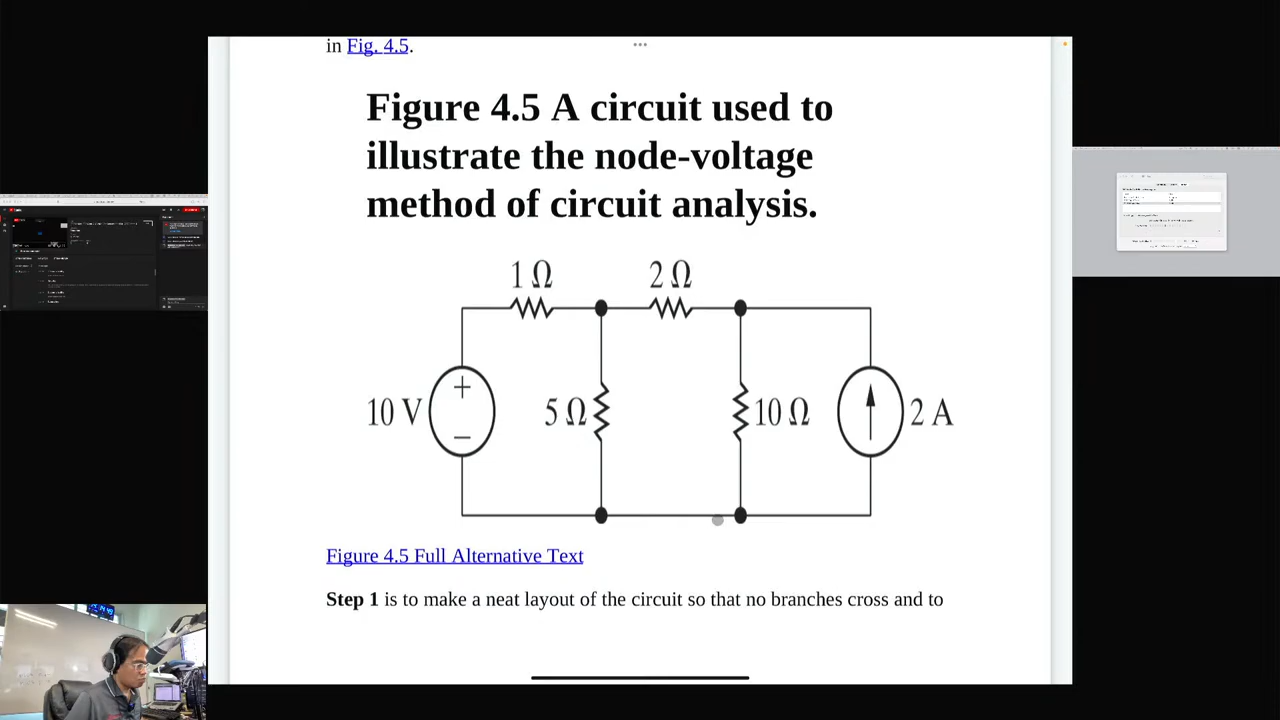 in Fig. 4.5.
Figure 4.5 A circuit used to
illustrate the node-voltage
method of circuit analysis.
1 Ω
2 Ω
10 V
+
−
5 Ω
10 Ω
2 A
Figure 4.5 Full Alternative Text
Step 1 is to make a neat layout of the circuit so that no branches cross and to